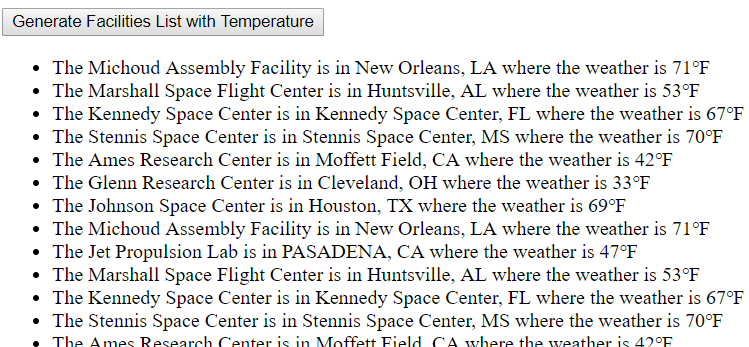 Generate Facilities List with Temperature
• The Michoud Assembly Facility is in New Orleans, LA where the weather is 71°F
• The Marshall Space Flight Center is in Huntsville, AL where the weather is 53°F
• The Kennedy Space Center is in Kennedy Space Center, FL where the weather is 67°F
• The Stennis Space Center is in Stennis Space Center, MS where the weather is 70°F
• The Ames Research Center is in Moffett Field, CA where the weather is 42°F
• The Glenn Research Center is in Cleveland, OH where the weather is 33°F
• The Johnson Space Center is in Houston, TX where the weather is 69°F
• The Michoud Assembly Facility is in New Orleans, LA where the weather is 71°F
• The Jet Propulsion Lab is in PASADENA, CA where the weather is 47°F
• The Marshall Space Flight Center is in Huntsville, AL where the weather is 53°F
• The Kennedy Space Center is in Kennedy Space Center, FL where the weather is 67°F
• The Stennis Space Center is in Stennis Space Center, MS where the weather is 70°F
• The Ames Research Center is in Moffett Field, CA where the weather is 42°F